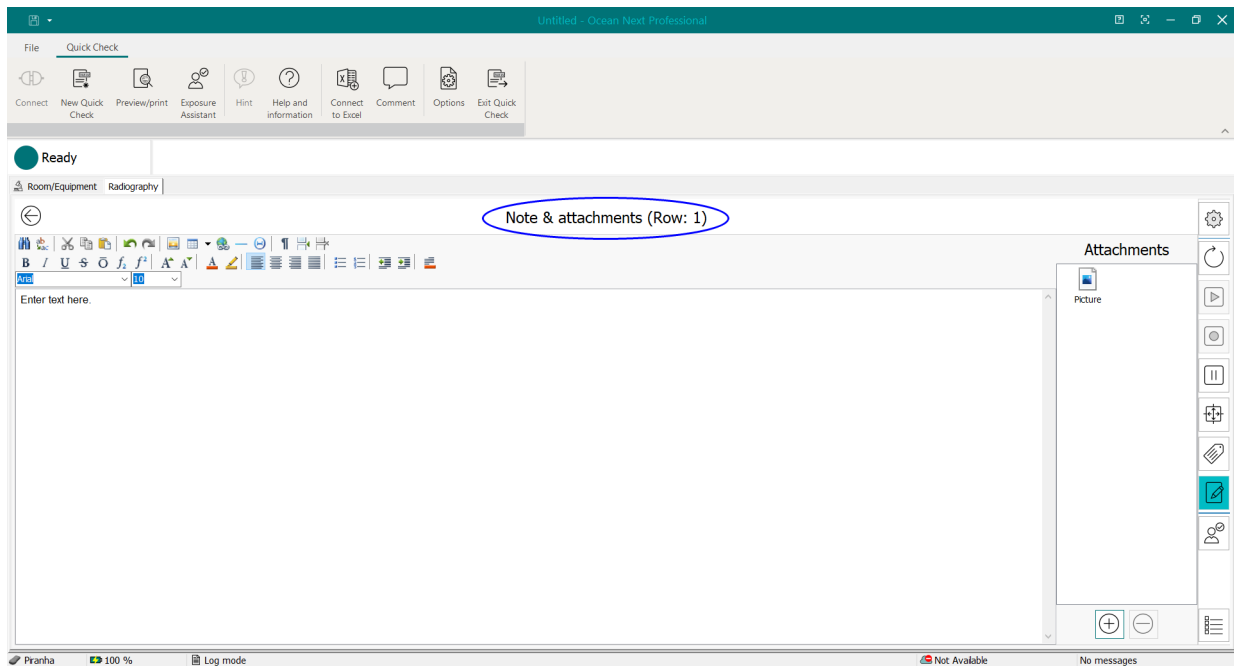 Untitled - Ocean Next Professional
File Quick Check
Connect New Quick Check Preview/print Exposure Assistant Hint Help and information Connect to Excel Comment Options Exit Quick Check
Ready
Room/Equipment Radiography
Note & attachments (Row: 1)
Attachments
Arial 10
Enter text here.
Picture
Piranha 100 % Log mode Not Available No messages